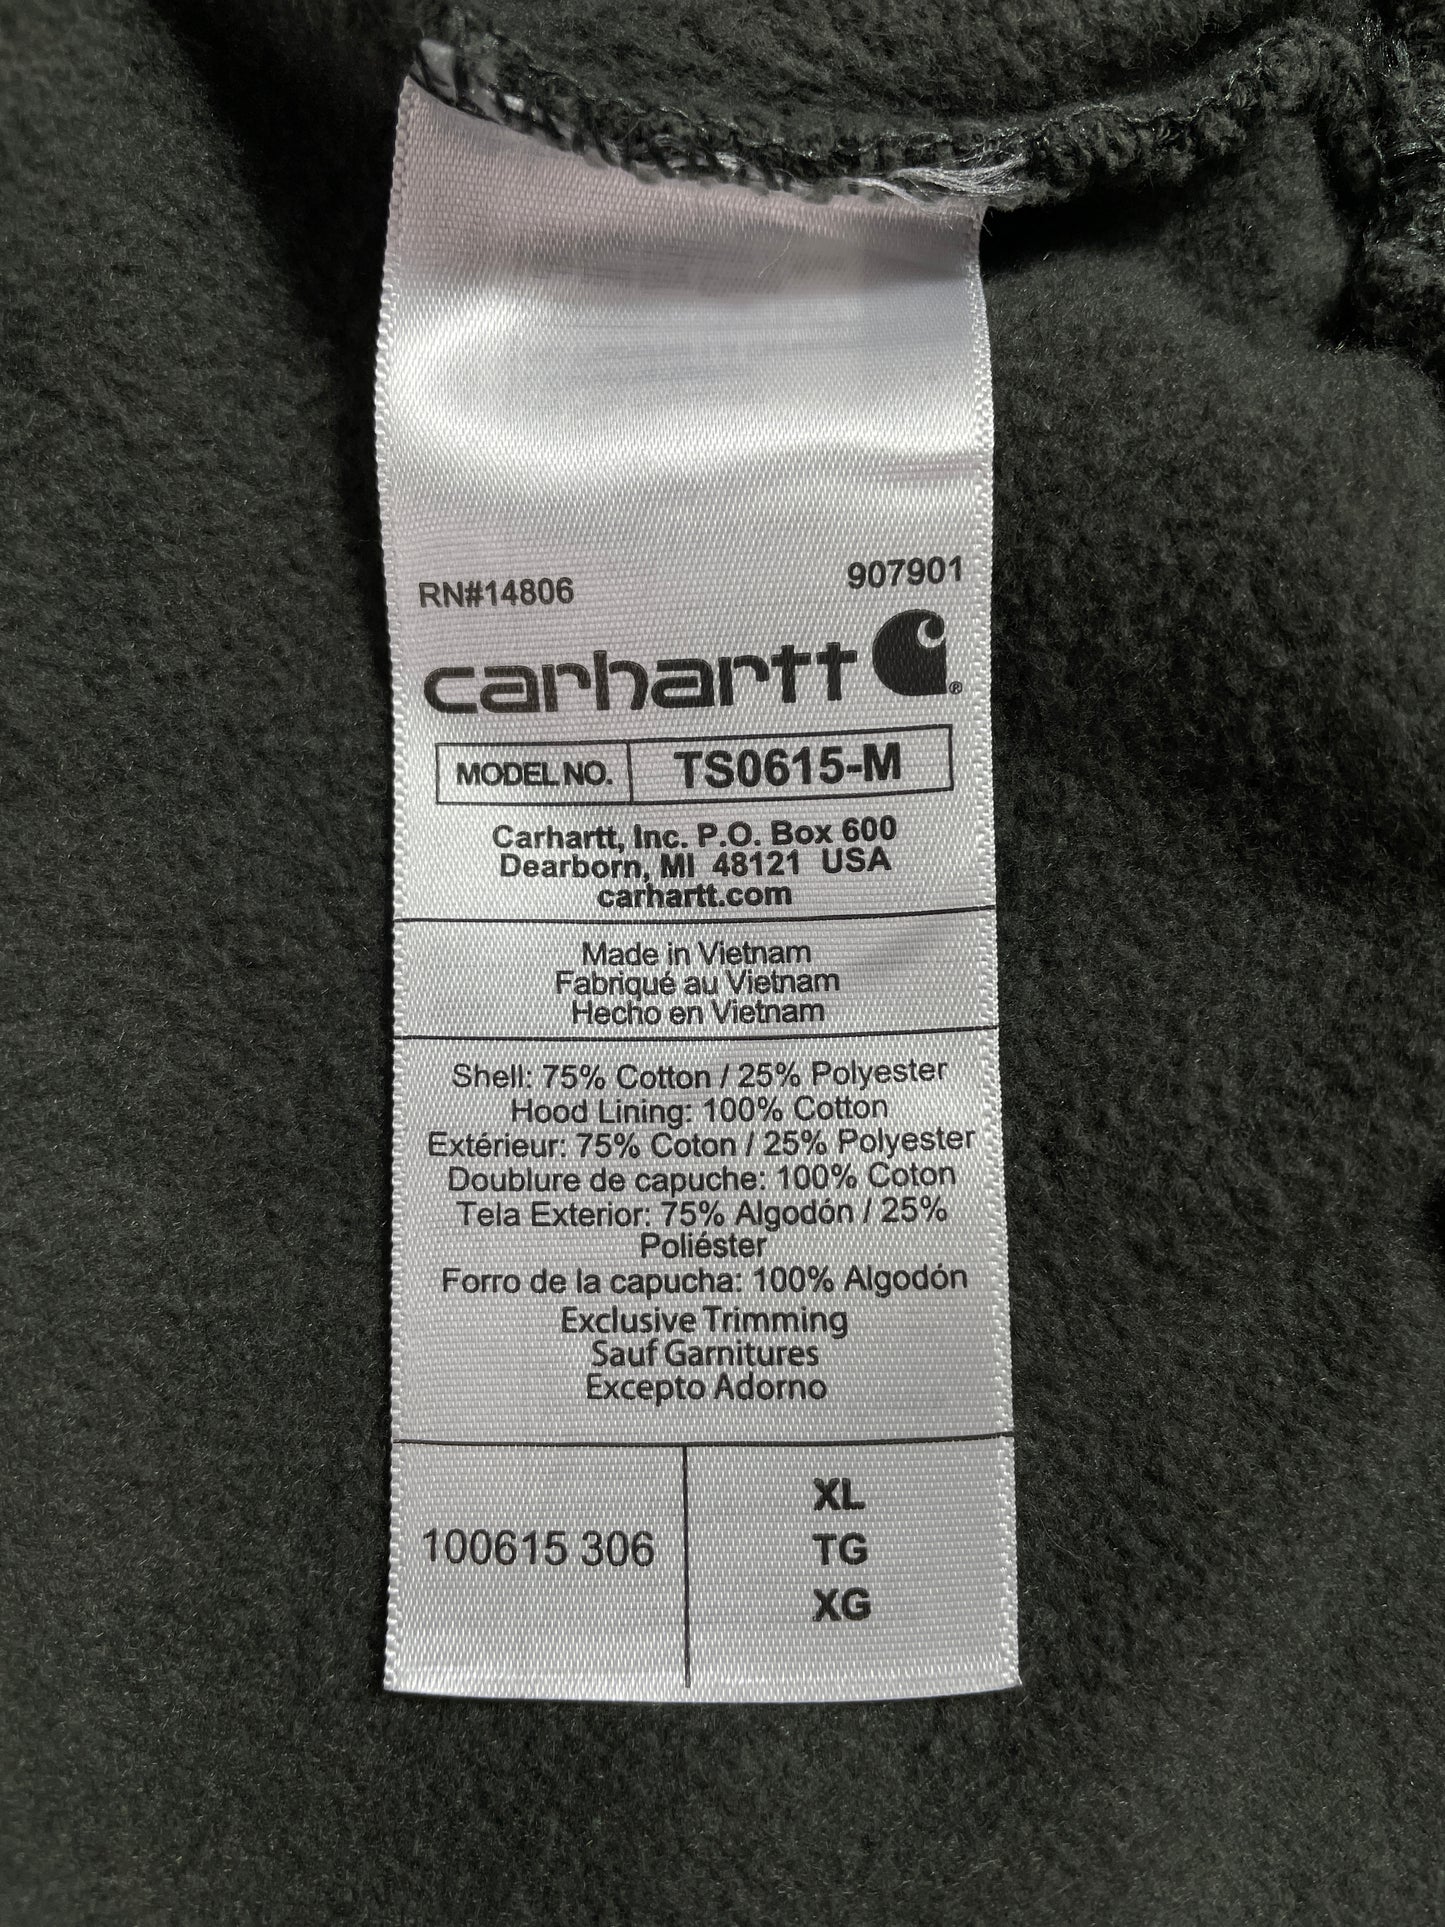 RN#14806 907901
carhartt ®
MODEL NO. TS0615-M
Carhartt, Inc. P.O. Box 600
Dearborn, MI 48121 USA
carhartt.com
Made in Vietnam
Fabriqué au Vietnam
Hecho en Vietnam
Shell: 75% Cotton / 25% Polyester
Hood Lining: 100% Cotton
Extérieur: 75% Coton / 25% Polyester
Doublure de capuche: 100% Coton
Tela Exterior: 75% Algodón / 25%
Poliéster
Forro de la capucha: 100% Algodón
Exclusive Trimming
Sauf Garnitures
Excepto Adorno
100615 306
XL
TG
XG